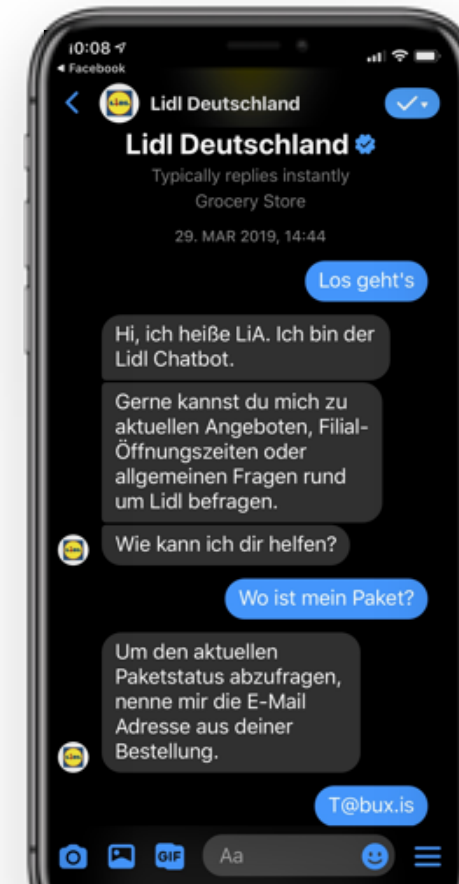 10:08
Facebook
Lidl Deutschland
Lidl Deutschland
Typically replies instantly
Grocery Store
29. MAR 2019, 14:44
Los geht's
Hi, ich heiße LiA. Ich bin der
Lidl Chatbot.
Gerne kannst du mich zu
aktuellen Angeboten, Filial-
Öffnungszeiten oder
allgemeinen Fragen rund
um Lidl befragen.
Wie kann ich dir helfen?
Wo ist mein Paket?
Um den aktuellen
Paketstatus abzufragen,
nenne mir die E-Mail
Adresse aus deiner
Bestellung.
T@bux.is
GIF
Aa